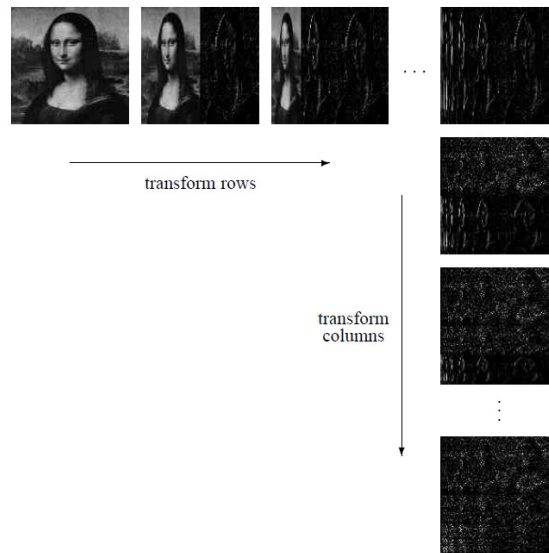 . . .
transform rows
transform
columns